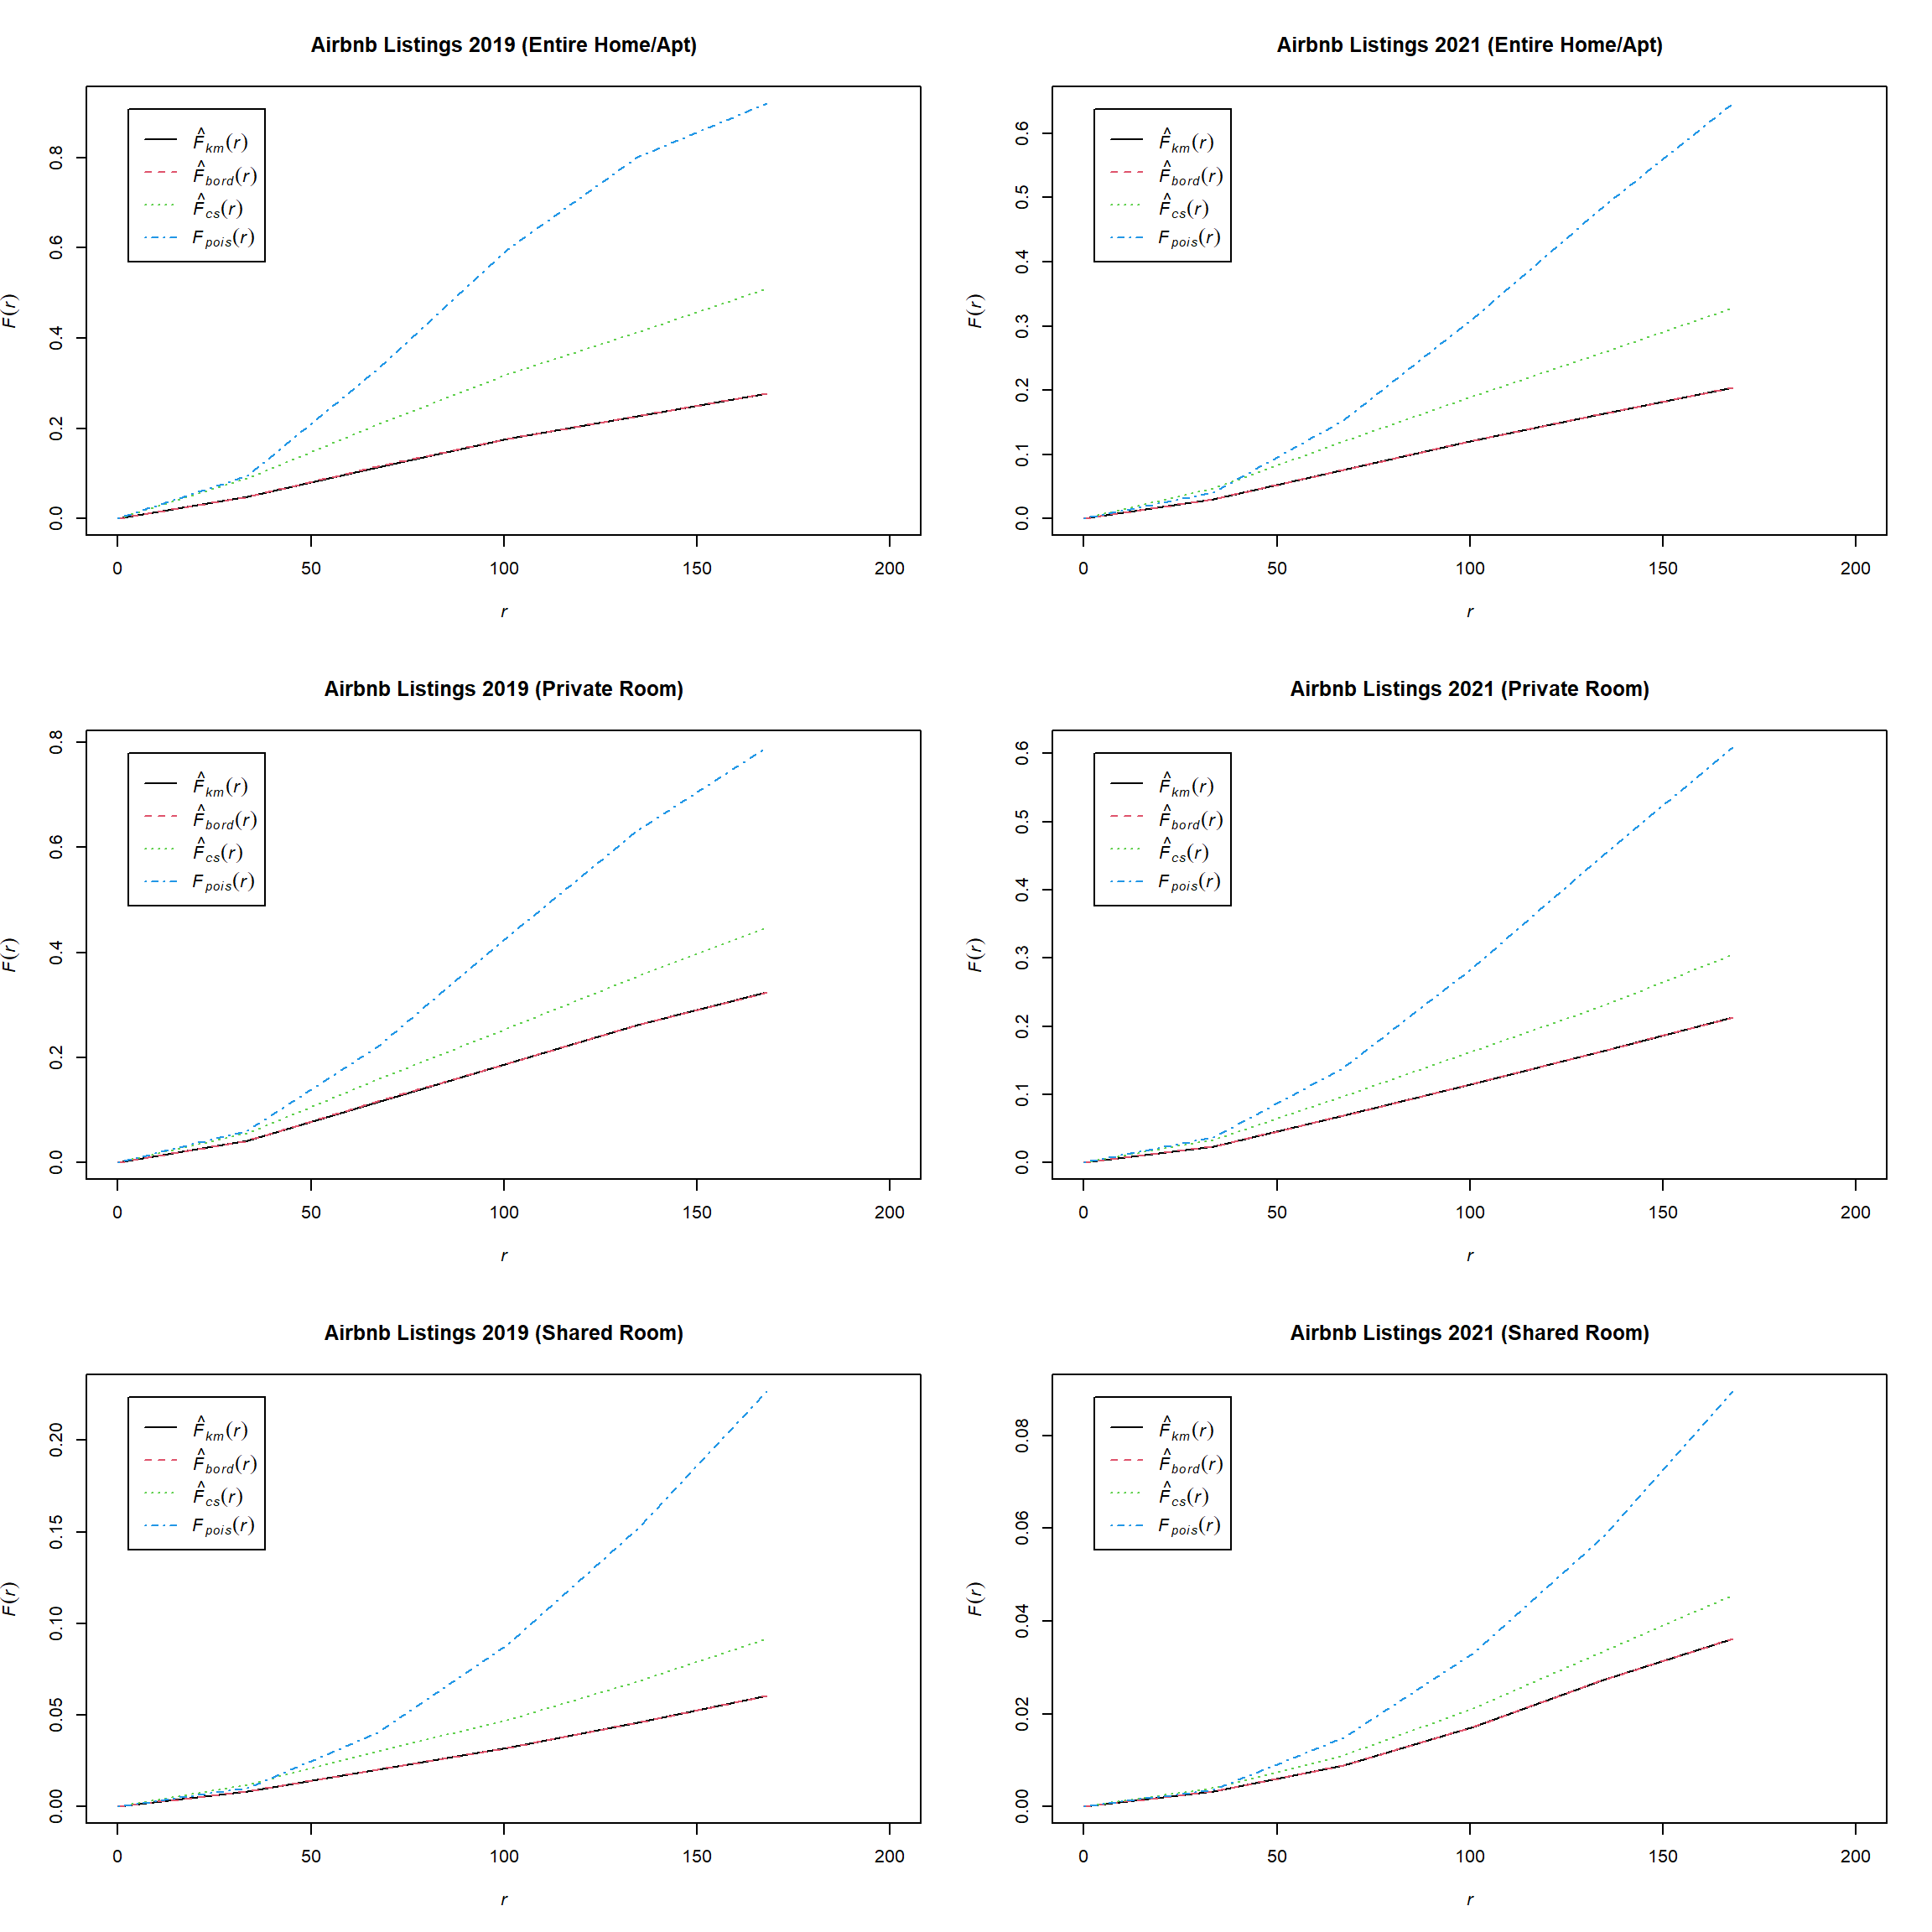 Airbnb Listings 2019 (Entire Home/Apt)
F̂km(r)
F̂bord(r)
F̂cs(r)
Fpois(r)
F(r)
0.0 0.2 0.4 0.6 0.8
0 50 100 150 200
r
Airbnb Listings 2021 (Entire Home/Apt)
F̂km(r)
F̂bord(r)
F̂cs(r)
Fpois(r)
F(r)
0.0 0.1 0.2 0.3 0.4 0.5 0.6
0 50 100 150 200
r
Airbnb Listings 2019 (Private Room)
F̂km(r)
F̂bord(r)
F̂cs(r)
Fpois(r)
F(r)
0.0 0.2 0.4 0.6 0.8
0 50 100 150 200
r
Airbnb Listings 2021 (Private Room)
F̂km(r)
F̂bord(r)
F̂cs(r)
Fpois(r)
F(r)
0.0 0.1 0.2 0.3 0.4 0.5 0.6
0 50 100 150 200
r
Airbnb Listings 2019 (Shared Room)
F̂km(r)
F̂bord(r)
F̂cs(r)
Fpois(r)
F(r)
0.00 0.05 0.10 0.15 0.20
0 50 100 150 200
r
Airbnb Listings 2021 (Shared Room)
F̂km(r)
F̂bord(r)
F̂cs(r)
Fpois(r)
F(r)
0.00 0.02 0.04 0.06 0.08
0 50 100 150 200
r